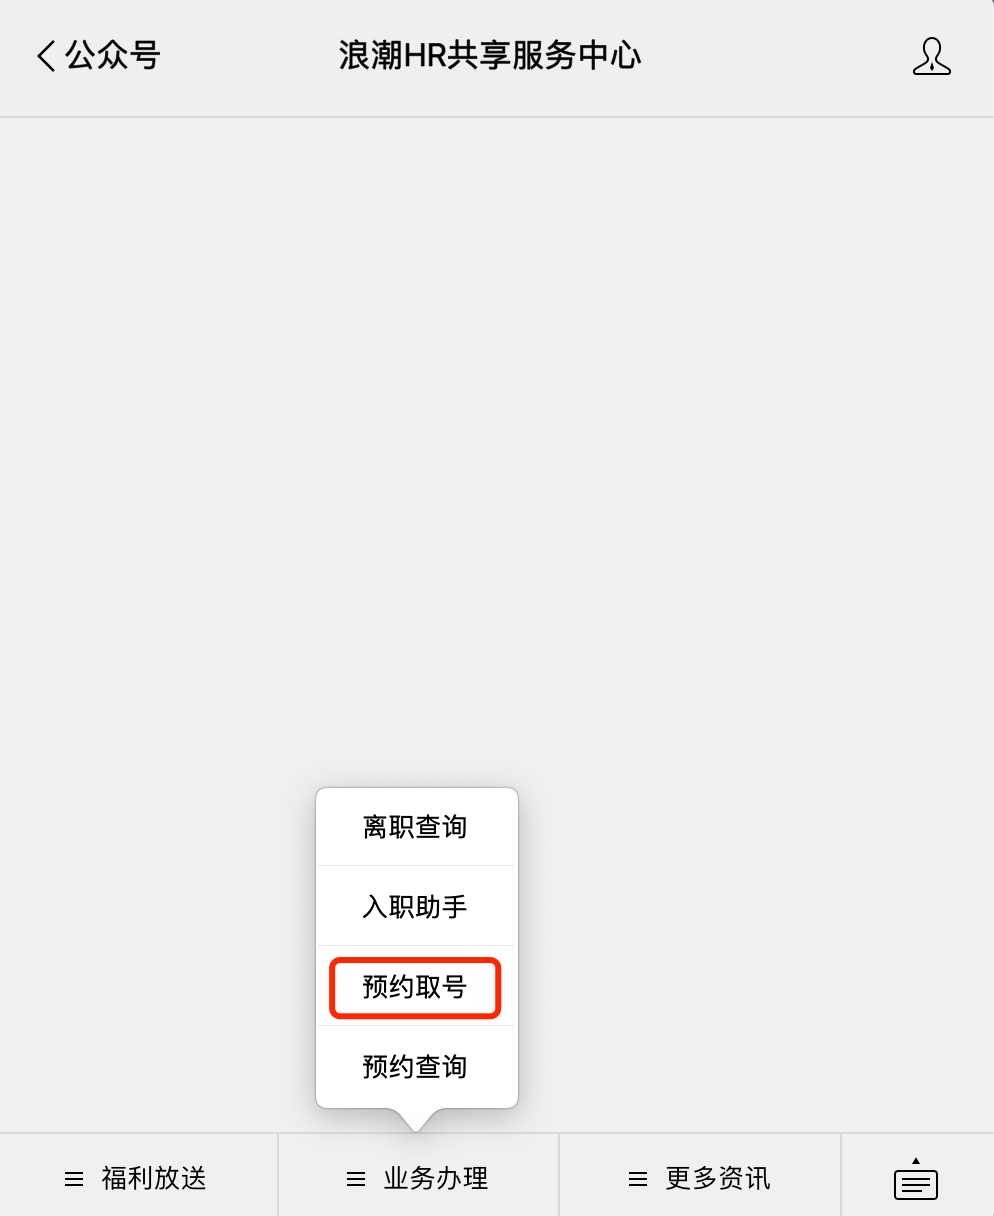 公众号
浪潮HR共享服务中心
离职查询
入职助手
预约取号
预约查询
福利放送
业务办理
更多资讯